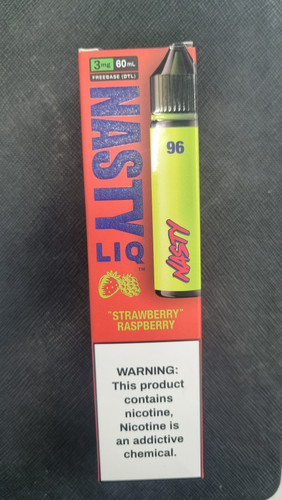 3mg 60mL
FREEBASE (DTL)
NASTY
LIQ™
96
NASTY
"STRAWBERRY"
RASPBERRY
WARNING:
This product
contains
nicotine,
Nicotine is
an addictive
chemical.